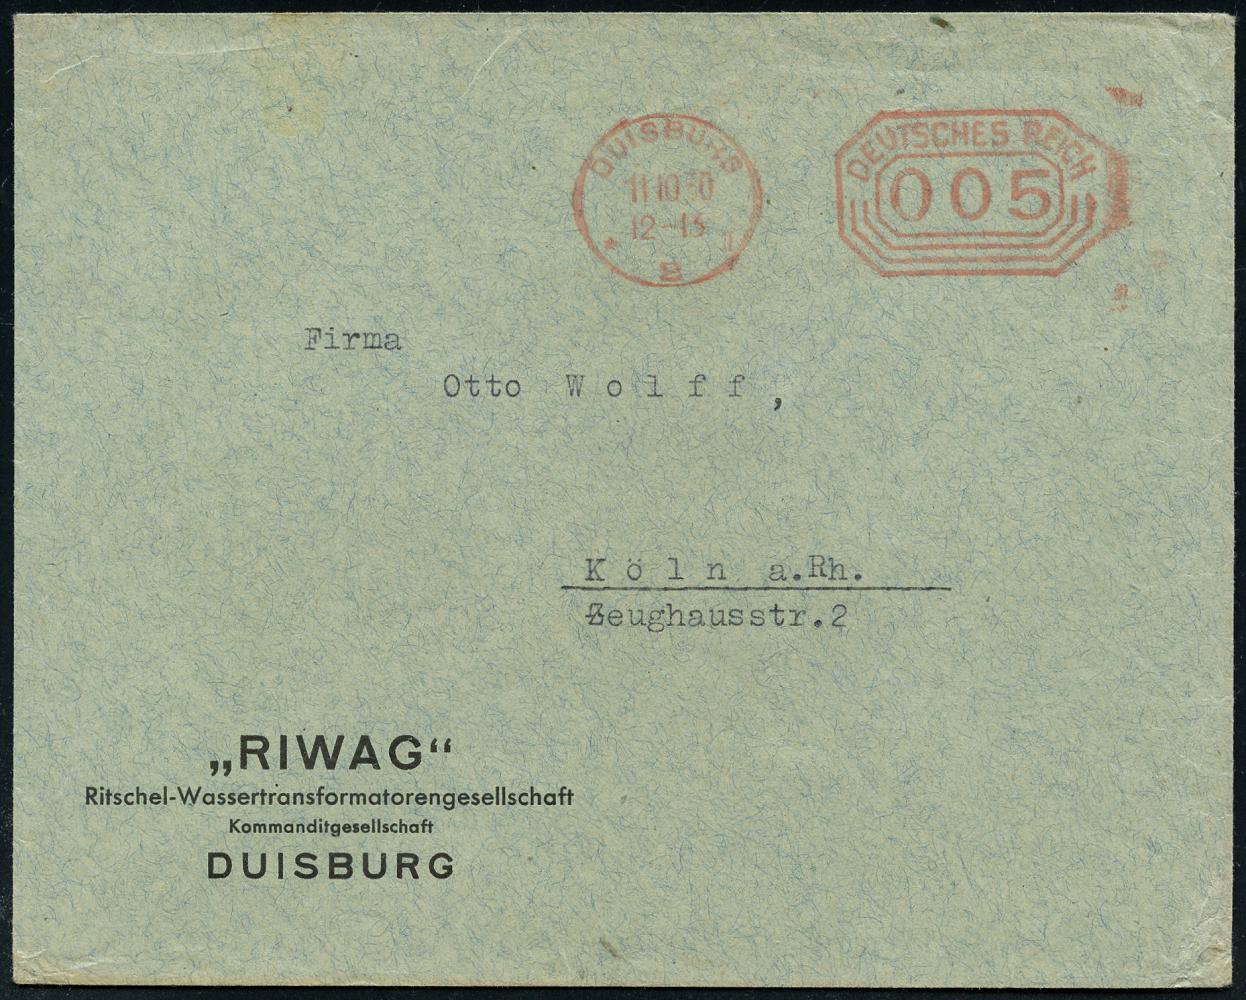 DUISBURG
11.10.30
12-13
2
DEUTSCHES REICH
005
Firma
Otto Wolff,
Köln a.Rh.
Zeughausstr.2
„RIWAG“
Ritschel-Wassertransformatorengesellschaft
Kommanditgesellschaft
DUISBURG